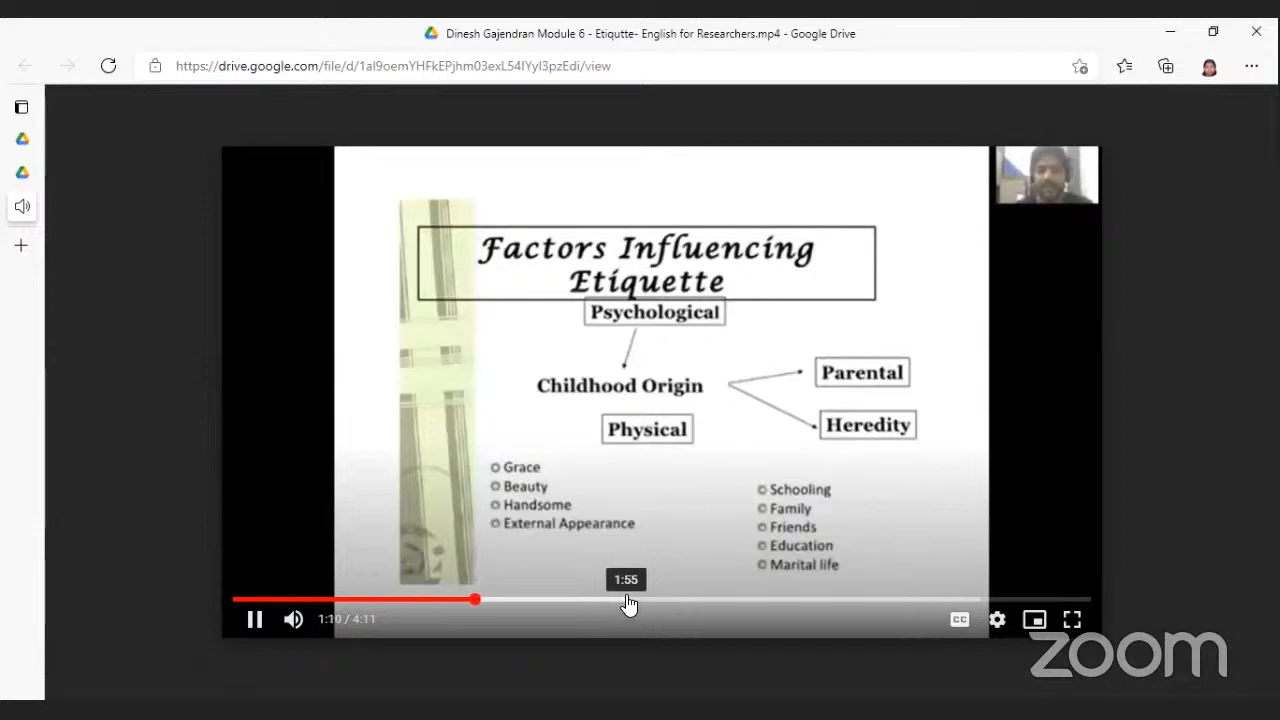 Dinesh Gajendran Module 6 - Etiqutte- English for Researchers.mp4 - Google Drive
https://drive.google.com/file/d/1al9oemYHFkEPjhm03exL54lYyl3pzEdi/view
Factors Influencing
Etiquette
Psychological
Childhood Origin
Parental
Heredity
Physical
Grace
Beauty
Handsome
External Appearance
Schooling
Family
Friends
Education
Marital life
1:55
1:10 / 4:11
CC
zoom